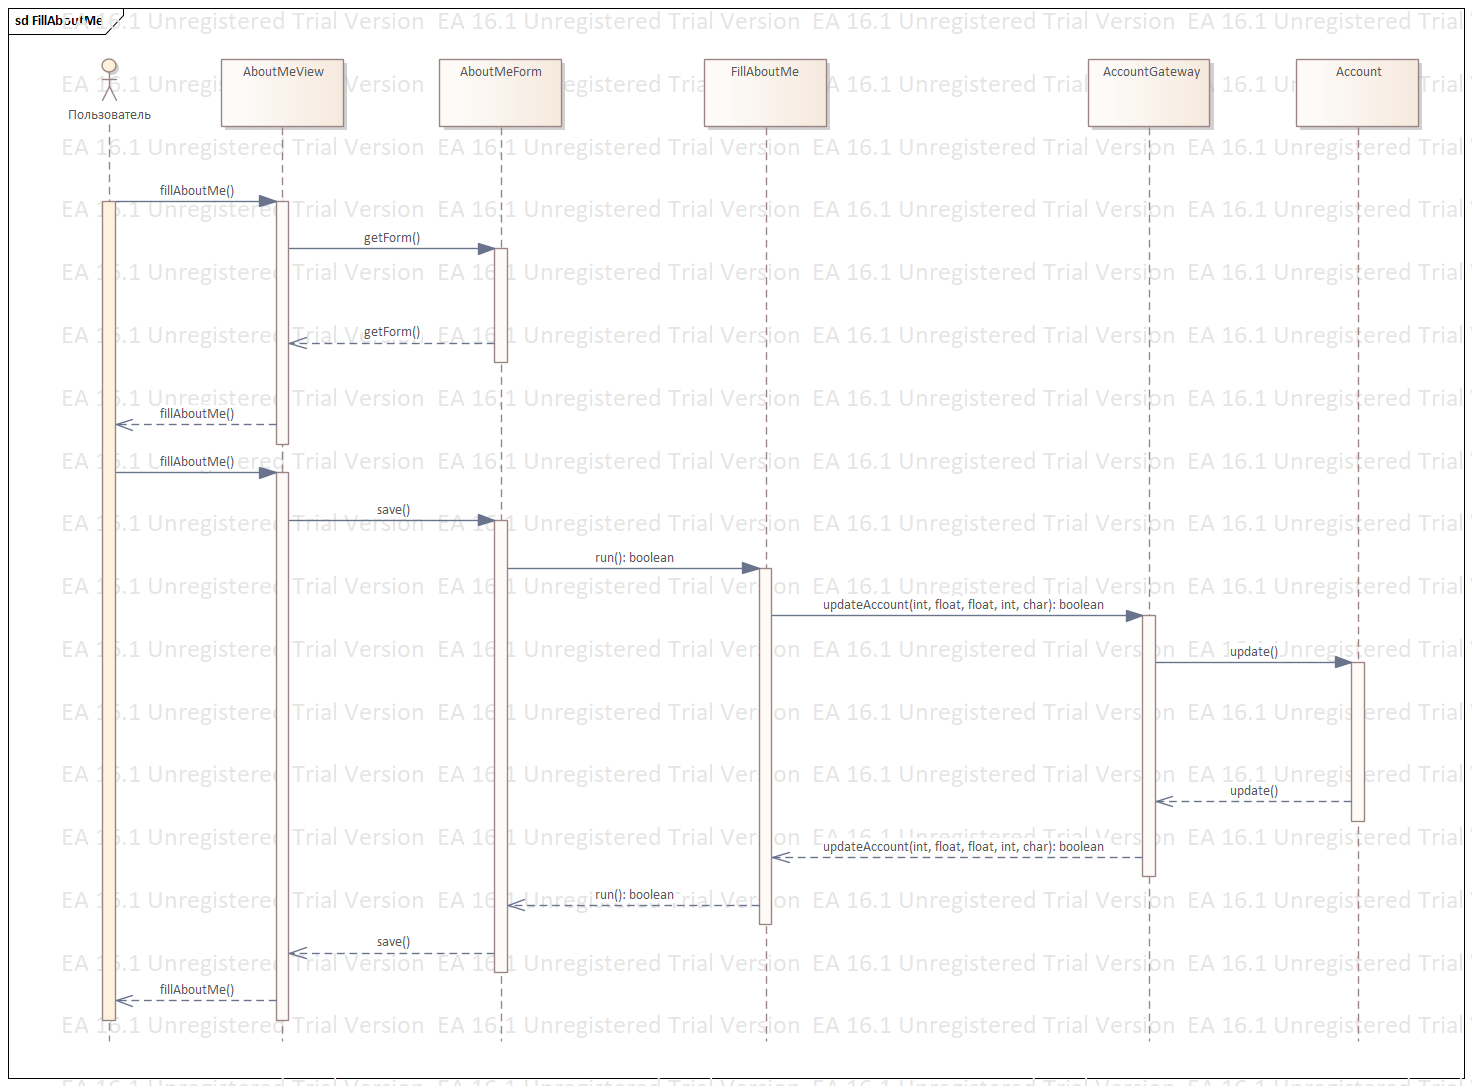 sd FillAboutMe
Пользователь
AboutMeView
AboutMeForm
FillAboutMe
AccountGateway
Account
fillAboutMe()
getForm()
getForm()
fillAboutMe()
fillAboutMe()
save()
run(): boolean
updateAccount(int, float, float, int, char): boolean
update()
update()
updateAccount(int, float, float, int, char): boolean
run(): boolean
save()
fillAboutMe()
EA 16.1 Unregistered Trial Version